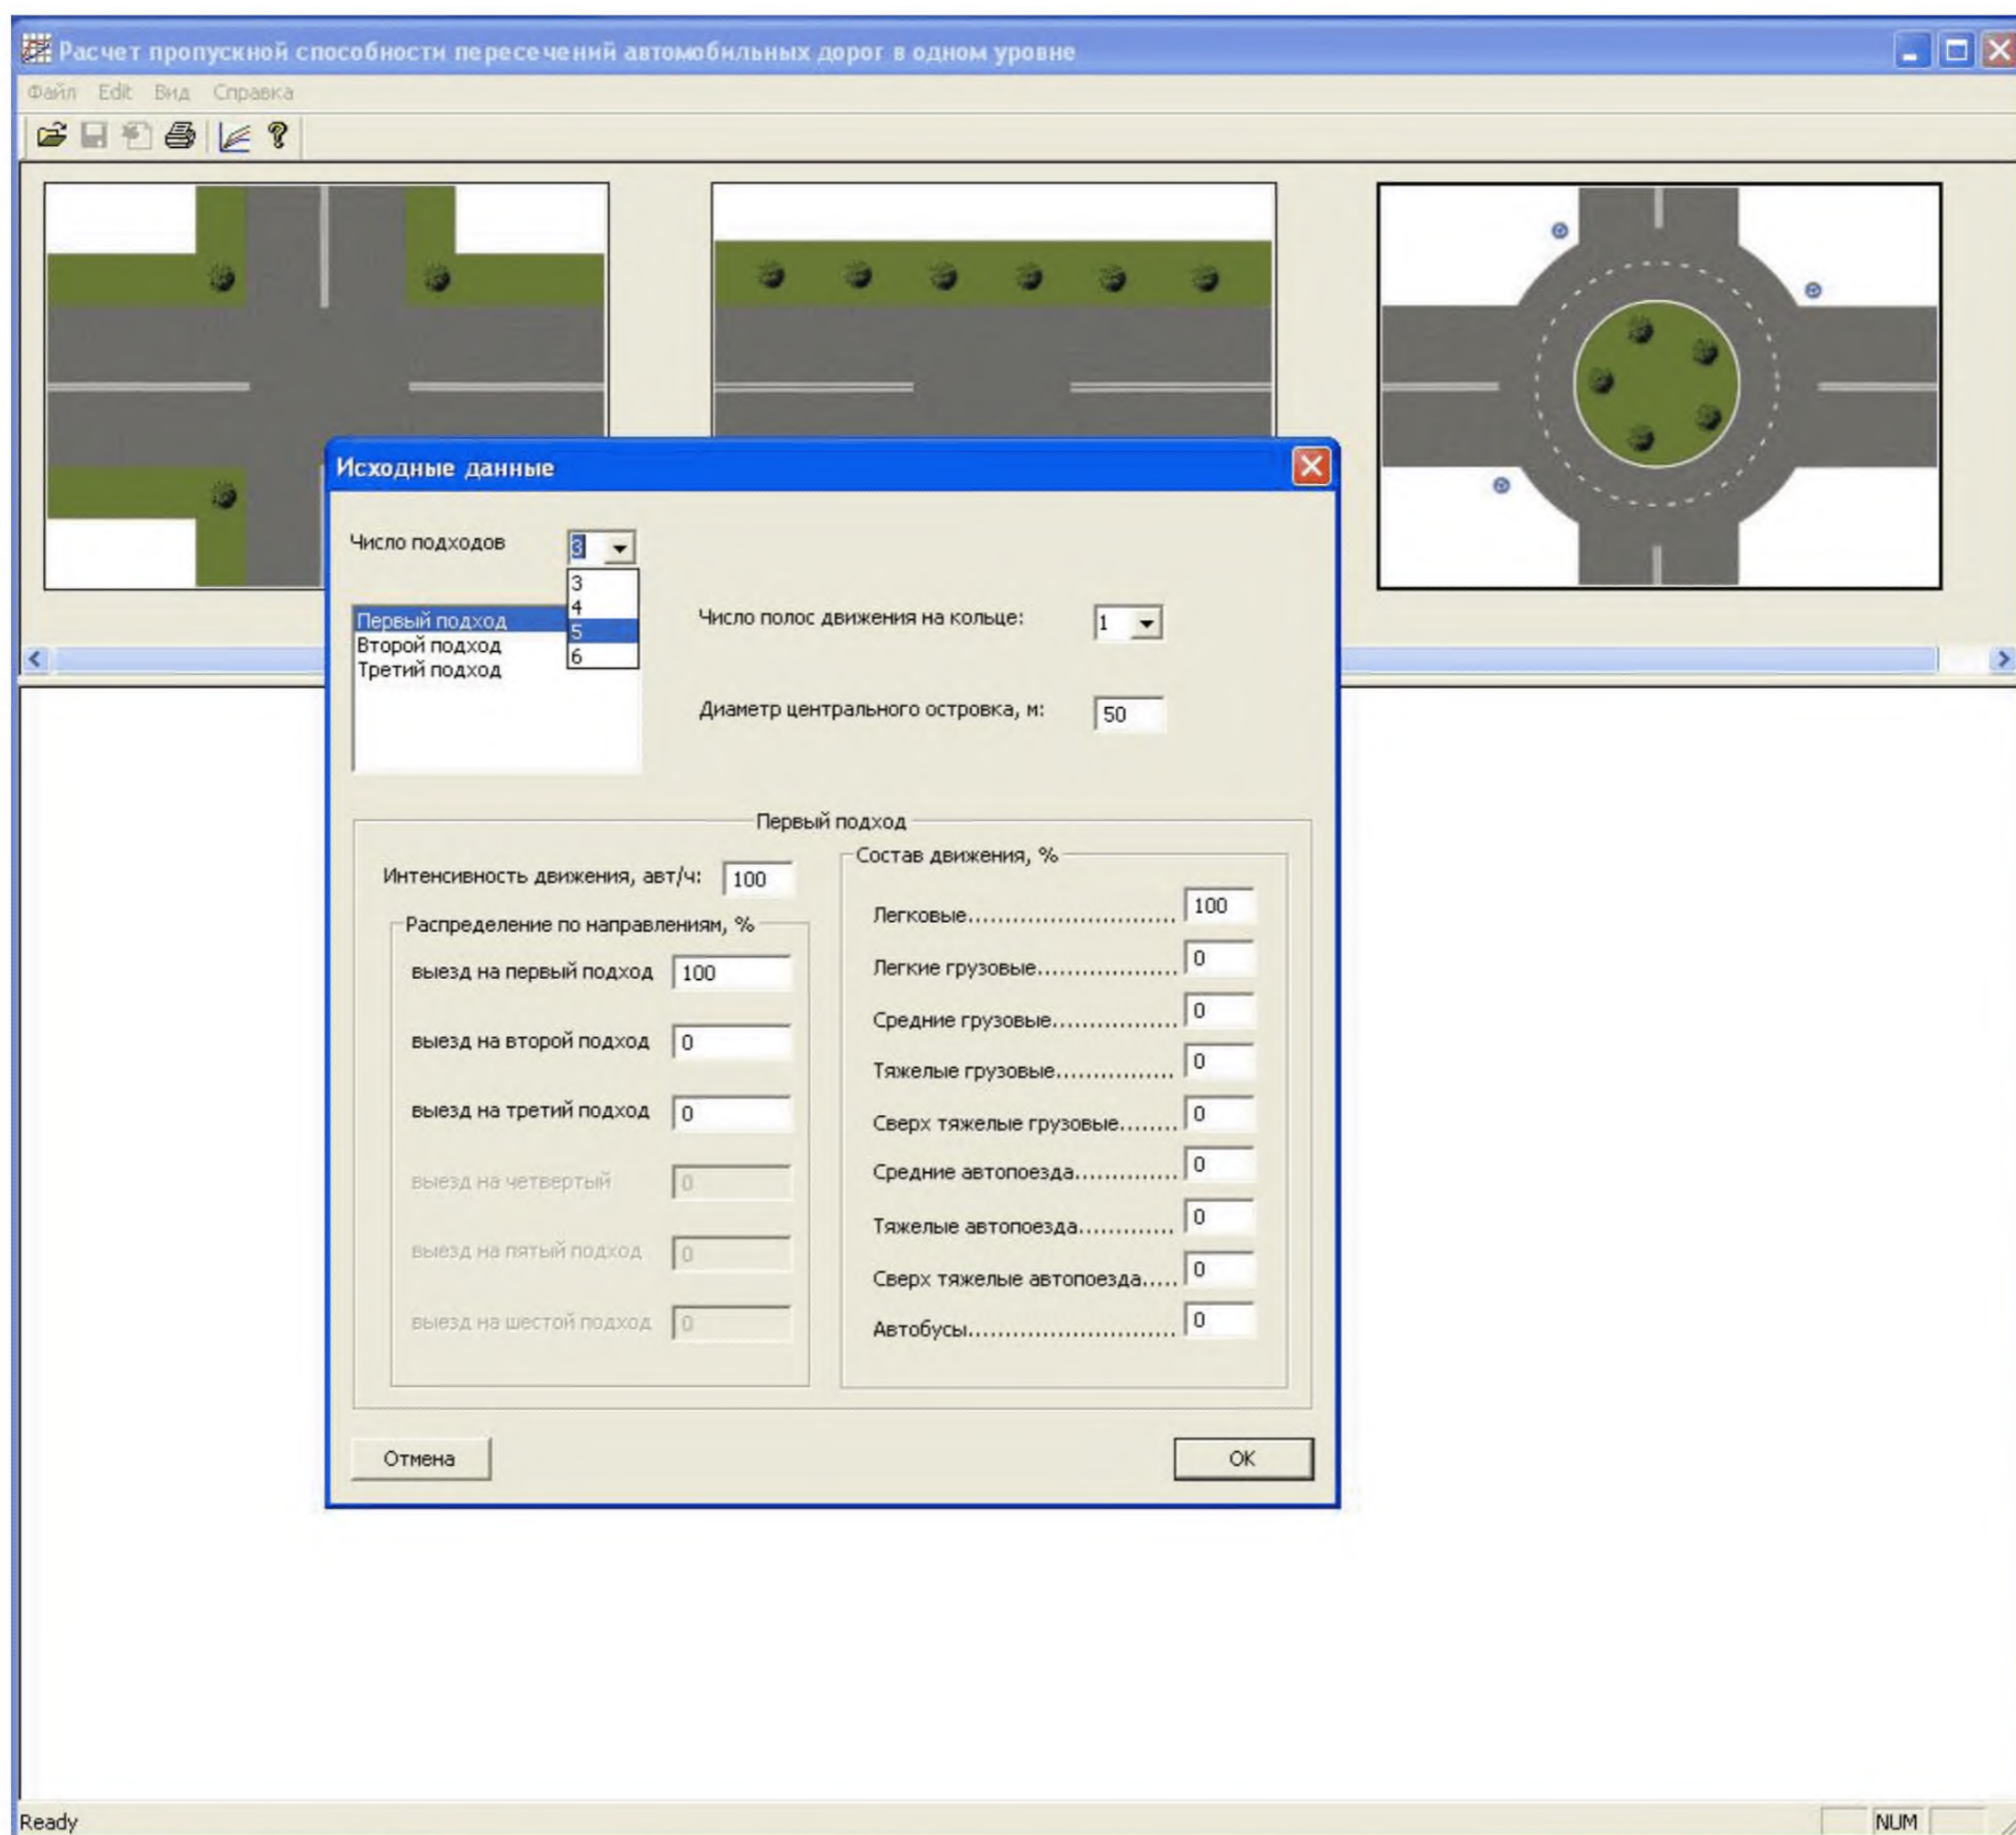 Расчет пропускной способности пересечений автомобильных дорог в одном уровне
Файл Edit Вид Справка
Исходные данные
Число подходов 3
3
4
5
6
Первый подход
Второй подход
Третий подход
Число полос движения на кольце: 1
Диаметр центрального островка, м: 50
Первый подход
Интенсивность движения, авт/ч: 100
Распределение по направлениям, %
выезд на первый подход 100
выезд на второй подход 0
выезд на третий подход 0
выезд на четвертый 0
выезд на пятый подход 0
выезд на шестой подход 0
Состав движения, %
Легковые............................ 100
Легкие грузовые................... 0
Средние грузовые................. 0
Тяжелые грузовые................ 0
Сверх тяжелые грузовые........ 0
Средние автопоезда.............. 0
Тяжелые автопоезда............. 0
Сверх тяжелые автопоезда..... 0
Автобусы............................ 0
Отмена
OK
Ready
NUM